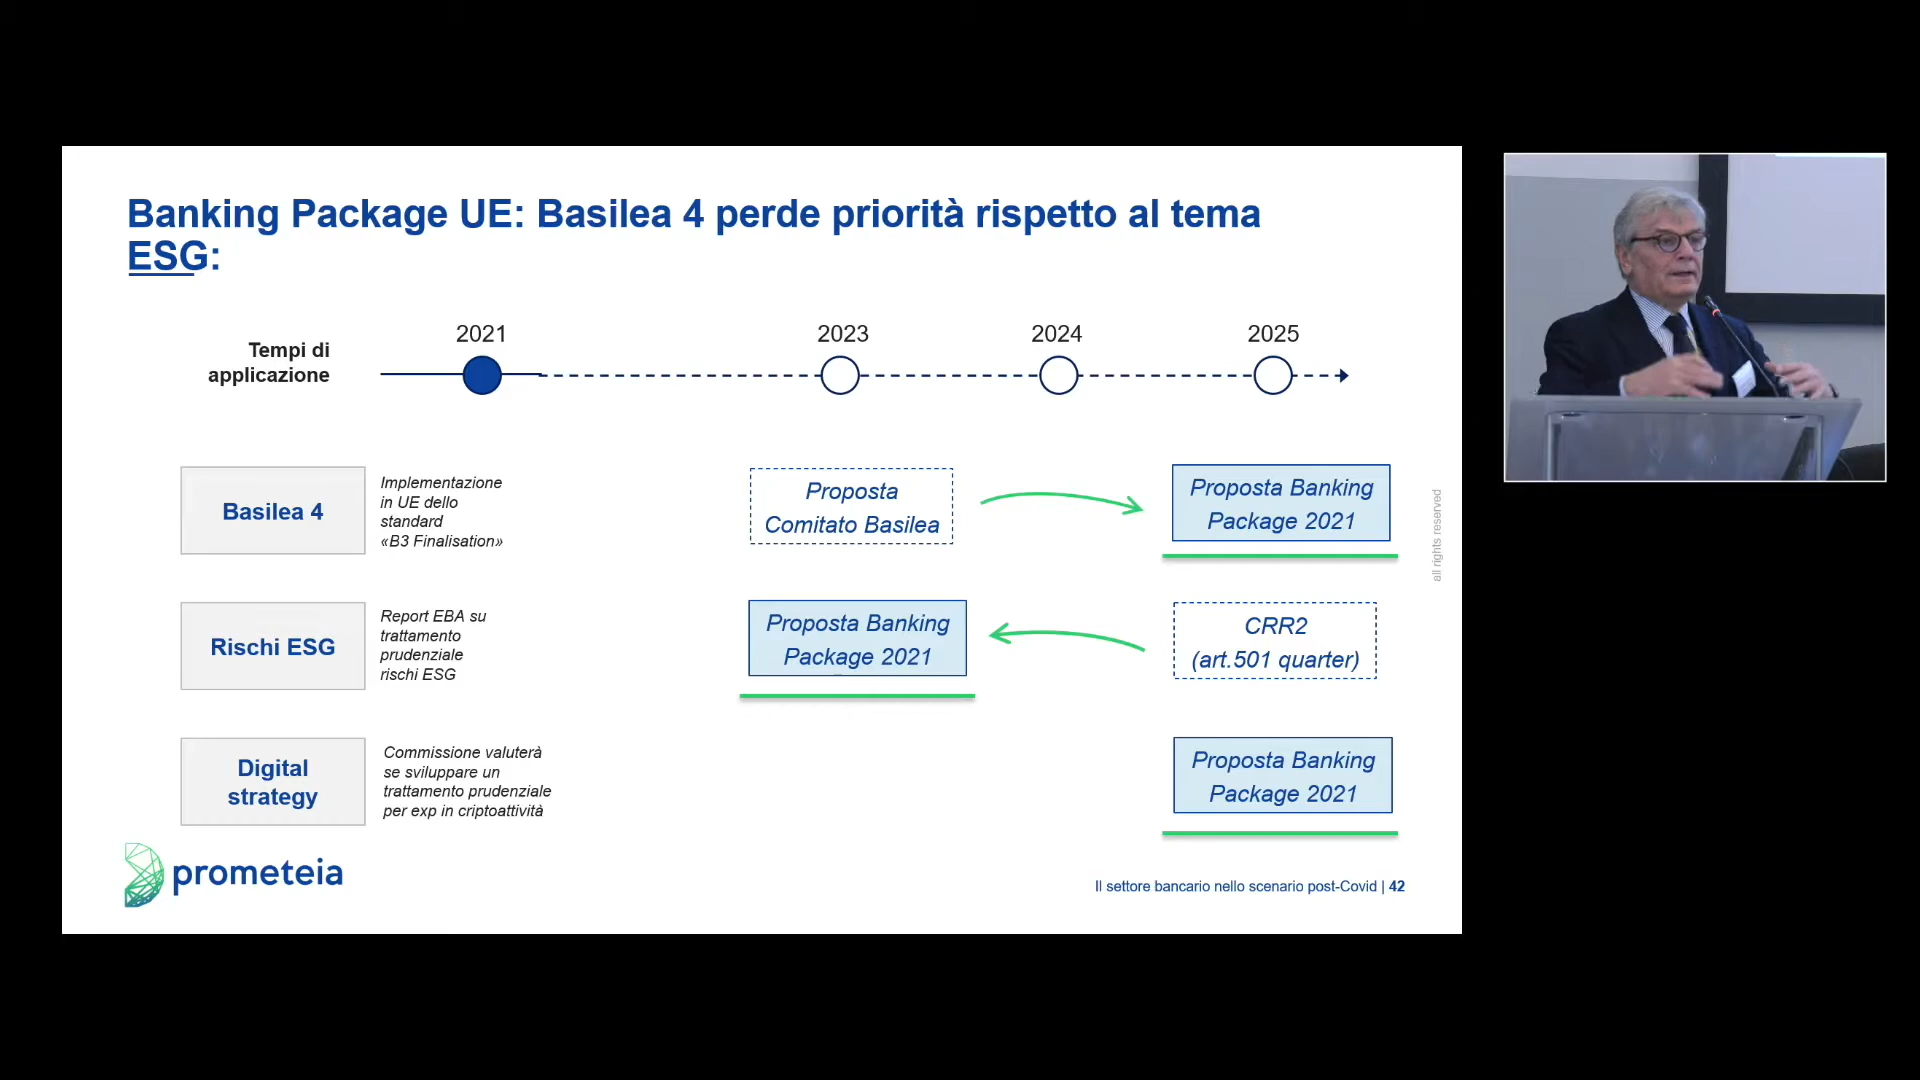 Banking Package UE: Basilea 4 perde priorità rispetto al tema
ESG:
Tempi di
applicazione
2021
2023
2024
2025
Basilea 4
Implementazione
in UE dello
standard
«B3 Finalisation»
Proposta
Comitato Basilea
Proposta Banking
Package 2021
Rischi ESG
Report EBA su
trattamento
prudenziale
rischi ESG
Proposta Banking
Package 2021
CRR2
(art.501 quarter)
Digital
strategy
Commissione valuterà
se sviluppare un
trattamento prudenziale
per exp in criptoattività
Proposta Banking
Package 2021
all rights reserved
prometeia
Il settore bancario nello scenario post-Covid | 42